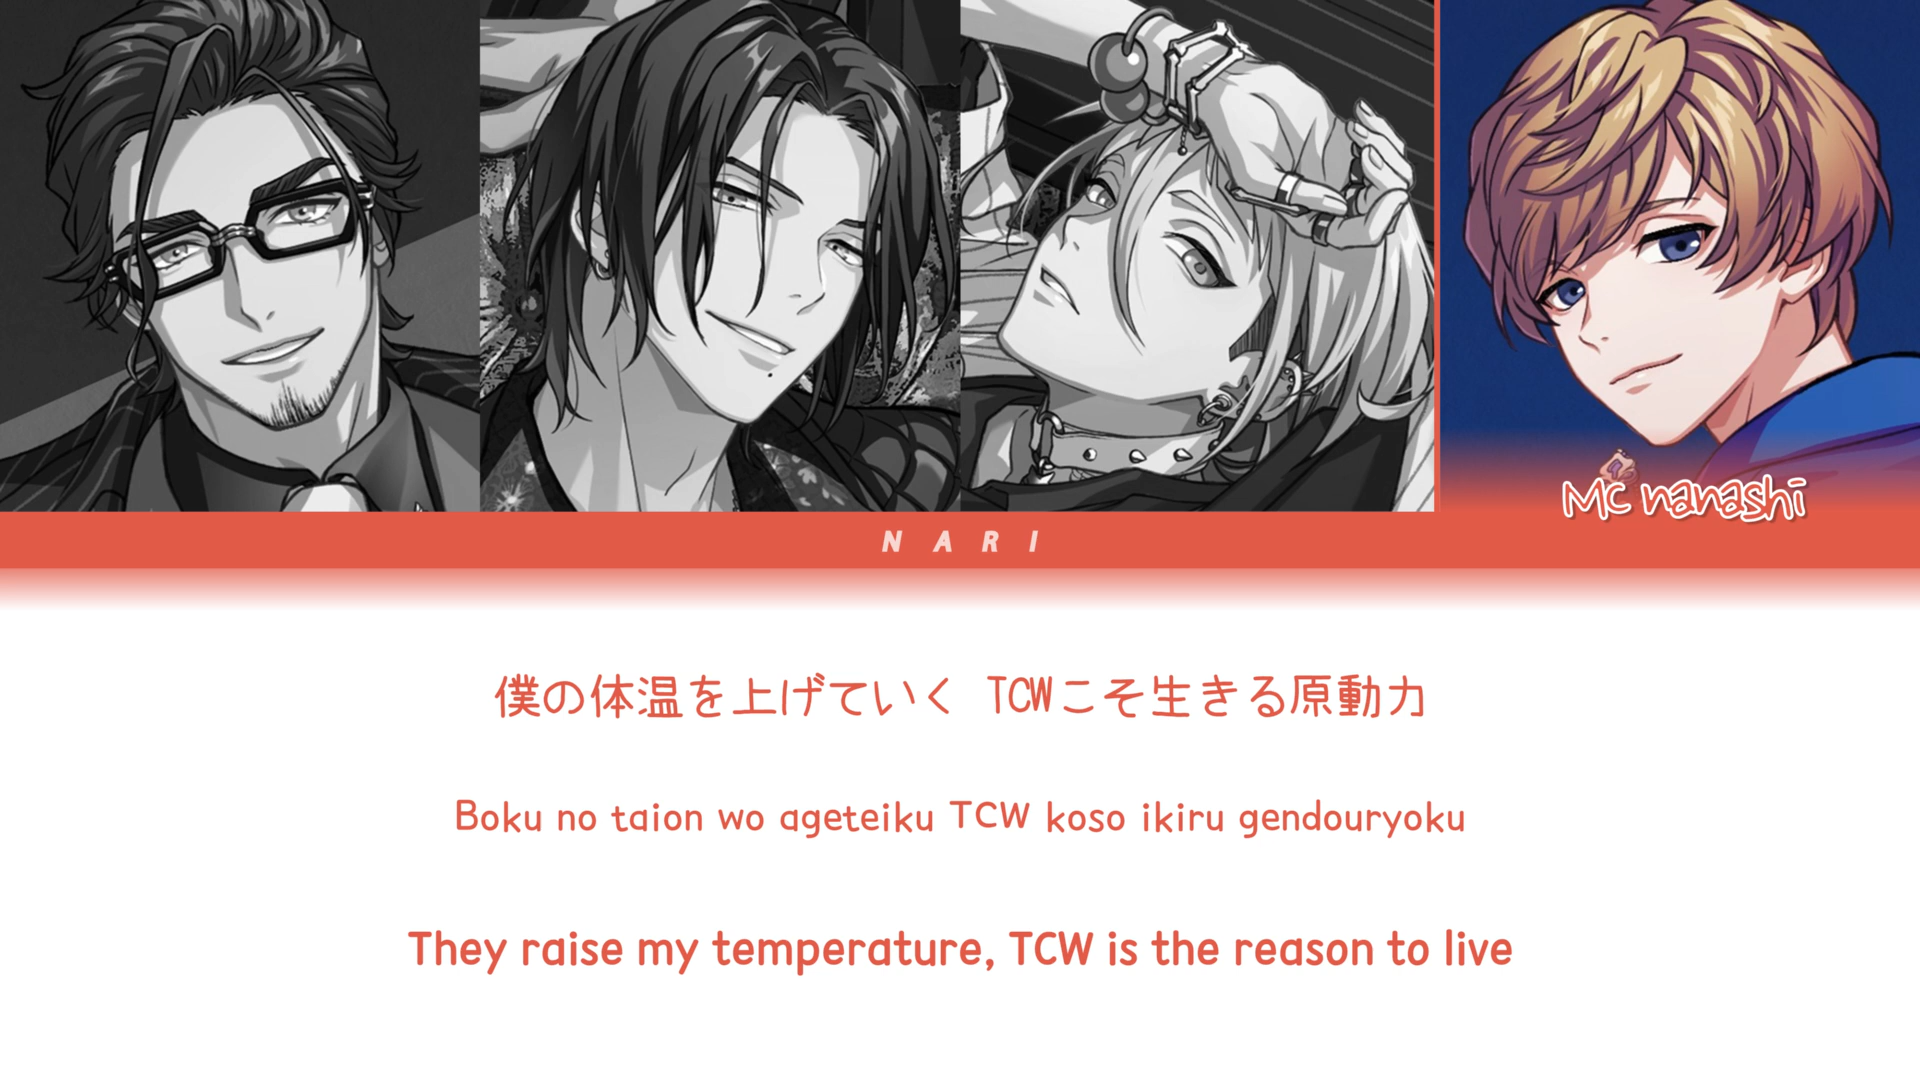 Mc nanashi
NARI
僕の体温を上げていく TCWこそ生きる原動力
Boku no taion wo ageteiku TCW koso ikiru gendouryoku
They raise my temperature, TCW is the reason to live